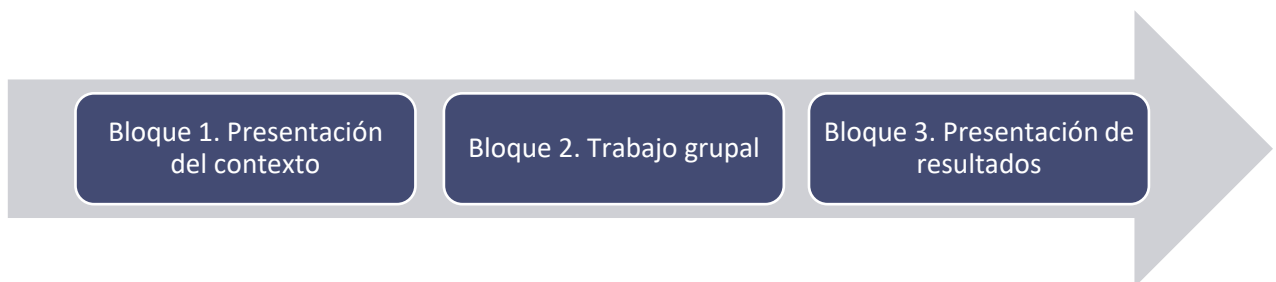 Bloque 1. Presentación
del contexto
Bloque 2. Trabajo grupal
Bloque 3. Presentación de
resultados